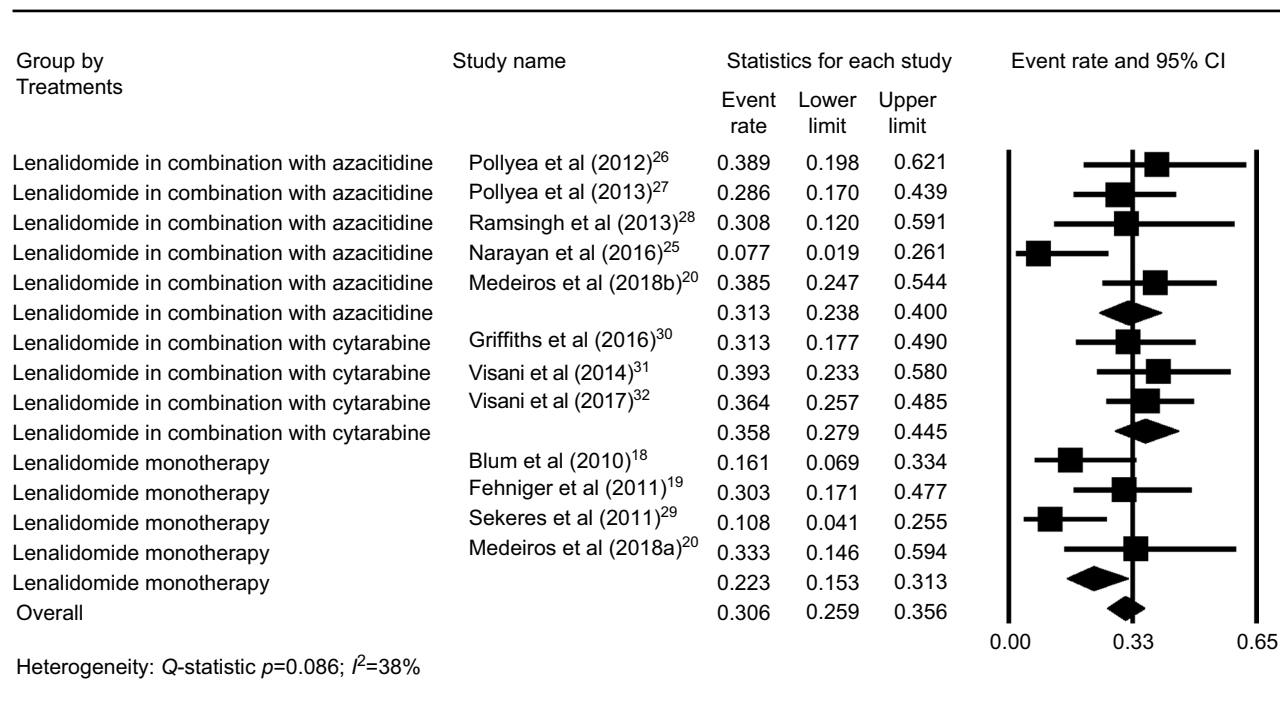 Group by Treatments Study name Statistics for each study Event rate and 95% CI
Event rate Lower limit Upper limit
Lenalidomide in combination with azacitidine Pollyea et al (2012)26 0.389 0.198 0.621
Lenalidomide in combination with azacitidine Pollyea et al (2013)27 0.286 0.170 0.439
Lenalidomide in combination with azacitidine Ramsingh et al (2013)28 0.308 0.120 0.591
Lenalidomide in combination with azacitidine Narayan et al (2016)25 0.077 0.019 0.261
Lenalidomide in combination with azacitidine Medeiros et al (2018b)20 0.385 0.247 0.544
Lenalidomide in combination with azacitidine 0.313 0.238 0.400
Lenalidomide in combination with cytarabine Griffiths et al (2016)30 0.313 0.177 0.490
Lenalidomide in combination with cytarabine Visani et al (2014)31 0.393 0.233 0.580
Lenalidomide in combination with cytarabine Visani et al (2017)32 0.364 0.257 0.485
Lenalidomide in combination with cytarabine 0.358 0.279 0.445
Lenalidomide monotherapy Blum et al (2010)18 0.161 0.069 0.334
Lenalidomide monotherapy Fehniger et al (2011)19 0.303 0.171 0.477
Lenalidomide monotherapy Sekeres et al (2011)29 0.108 0.041 0.255
Lenalidomide monotherapy Medeiros et al (2018a)20 0.333 0.146 0.594
Lenalidomide monotherapy 0.223 0.153 0.313
Overall 0.306 0.259 0.356
0.00 0.33 0.65
Heterogeneity: Q-statistic p=0.086; I2=38%